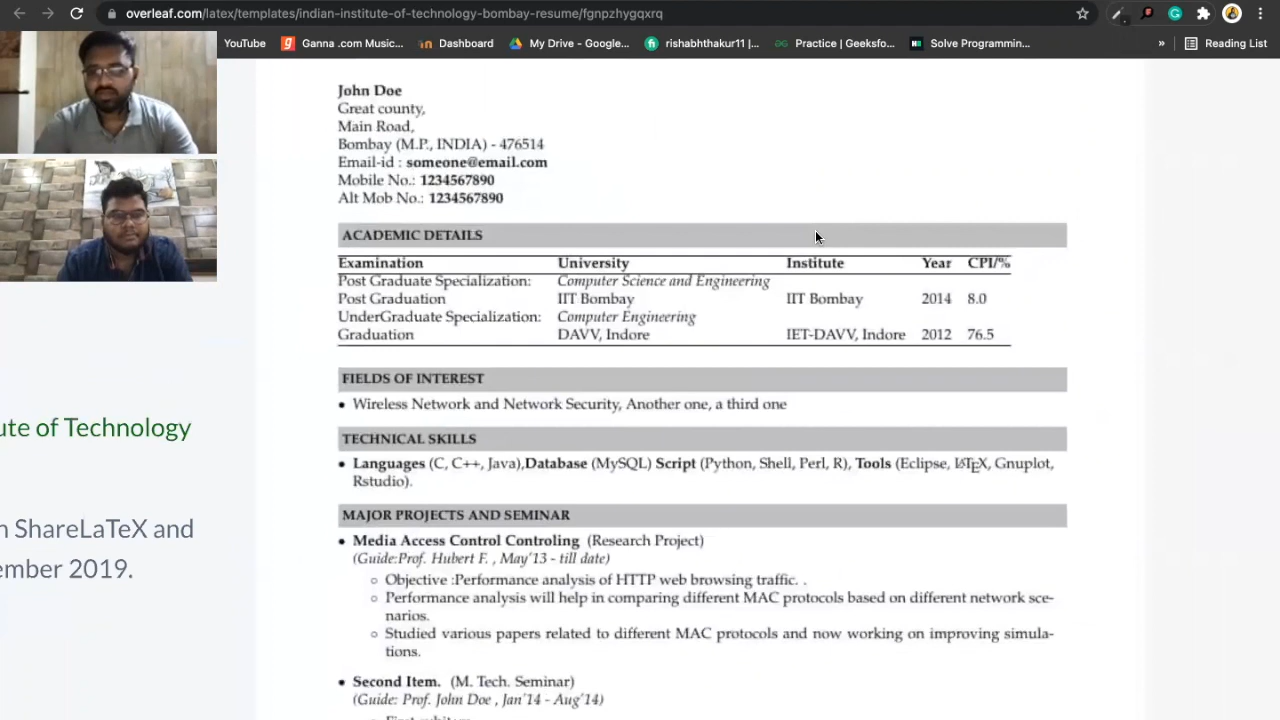 overleaf.com/latex/templates/indian-institute-of-technology-bombay-resume/fgnpzhygqxrq
YouTube Ganna .com Music... Dashboard My Drive - Google... rishabhthakur11 |... Practice | Geeksfo... Solve Programmin... » Reading List
John Doe
Great county,
Main Road,
Bombay (M.P., INDIA) - 476514
Email-id : someone@email.com
Mobile No.: 1234567890
Alt Mob No.: 1234567890
ACADEMIC DETAILS
Examination University Institute Year CPI/%
Post Graduate Specialization: Computer Science and Engineering
Post Graduation IIT Bombay IIT Bombay 2014 8.0
UnderGraduate Specialization: Computer Engineering
Graduation DAVV, Indore IET-DAVV, Indore 2012 76.5
FIELDS OF INTEREST
• Wireless Network and Network Security, Another one, a third one
TECHNICAL SKILLS
• Languages (C, C++, Java),Database (MySQL) Script (Python, Shell, Perl, R), Tools (Eclipse, LATEX, Gnuplot,
Rstudio).
ute of Technology
MAJOR PROJECTS AND SEMINAR
n ShareLaTeX and
ember 2019.
• Media Access Control Controling (Research Project)
(Guide:Prof. Hubert F. , May'13 - till date)
○ Objective :Performance analysis of HTTP web browsing traffic. .
○ Performance analysis will help in comparing different MAC protocols based on different network sce-
narios.
○ Studied various papers related to different MAC protocols and now working on improving simula-
tions.
• Second Item. (M. Tech. Seminar)
(Guide: Prof. John Doe , Jan'14 - Aug'14)